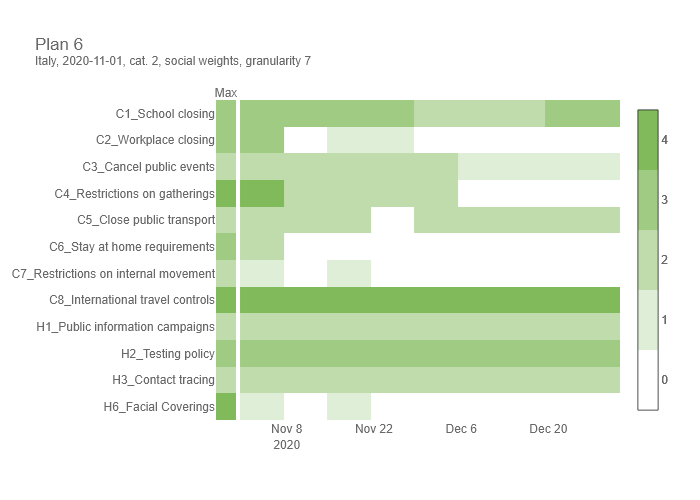 Plan 6
Italy, 2020-11-01, cat. 2, social weights, granularity 7
Max
C1_School closing
C2_Workplace closing
C3_Cancel public events
C4_Restrictions on gatherings
C5_Close public transport
C6_Stay at home requirements
C7_Restrictions on internal movement
C8_International travel controls
H1_Public information campaigns
H2_Testing policy
H3_Contact tracing
H6_Facial Coverings
Nov 8
2020
Nov 22
Dec 6
Dec 20
4
3
2
1
0